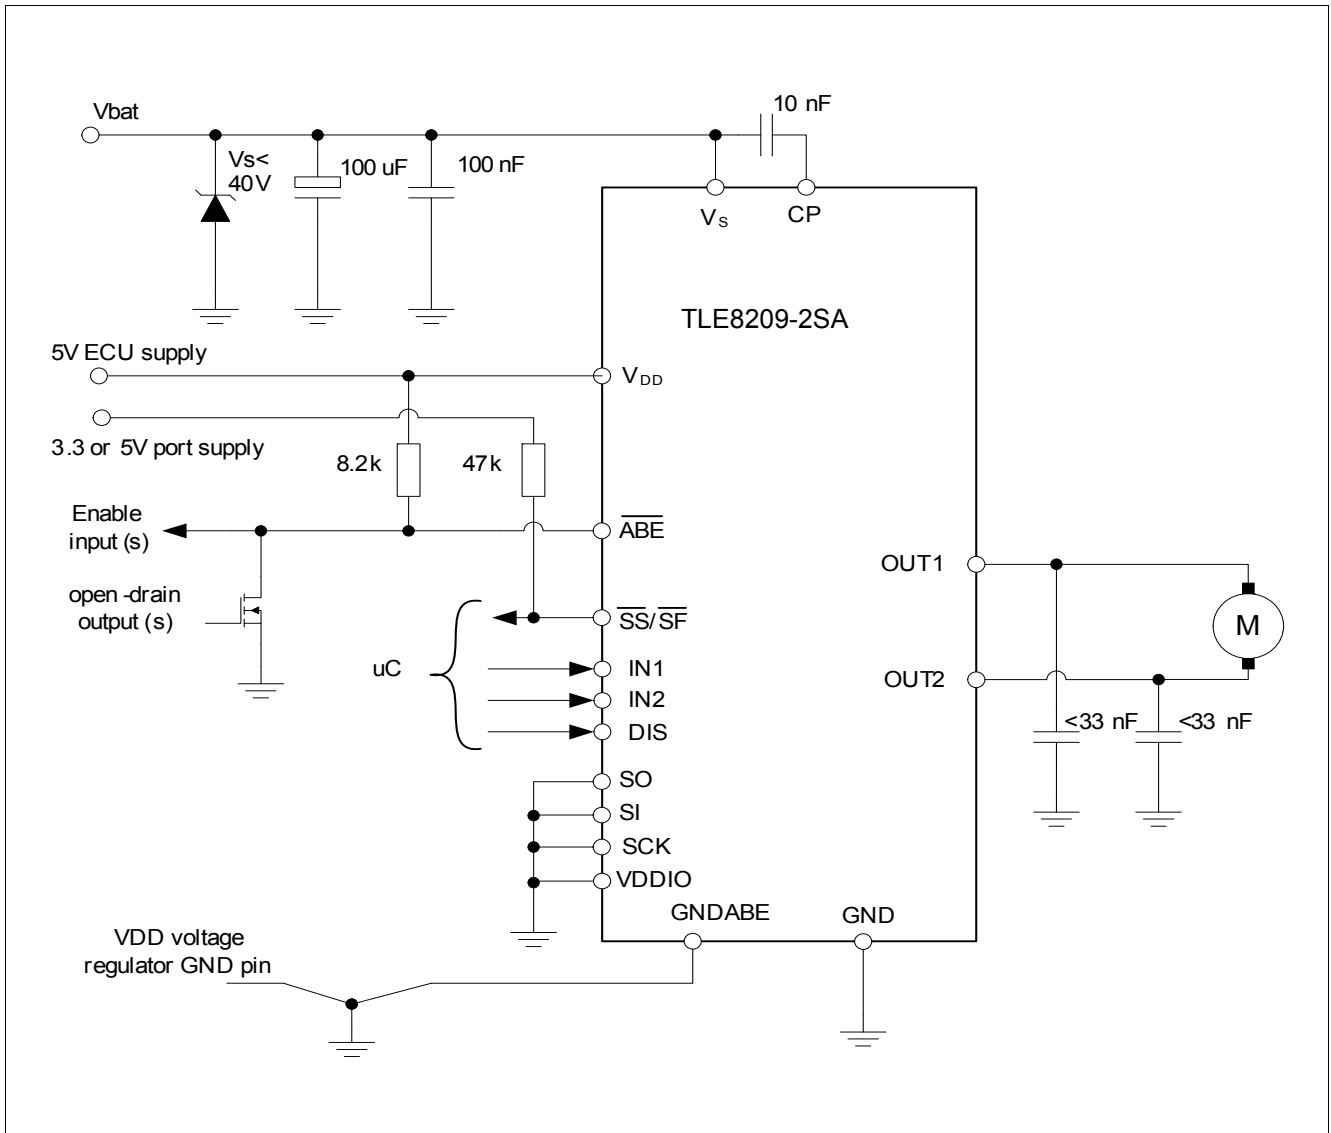 Vbat
10 nF
Vs<
40V
100 uF
100 nF
VS
CP
TLE8209-2SA
5V ECU supply
VDD
3.3 or 5V port supply
8.2k
47k
Enable
input (s)
ABE
open -drain
output (s)
SS/SF
uC
IN1
IN2
DIS
SO
SI
SCK
VDDIO
OUT1
M
OUT2
<33 nF
<33 nF
GNDABE
GND
VDD voltage
regulator GND pin